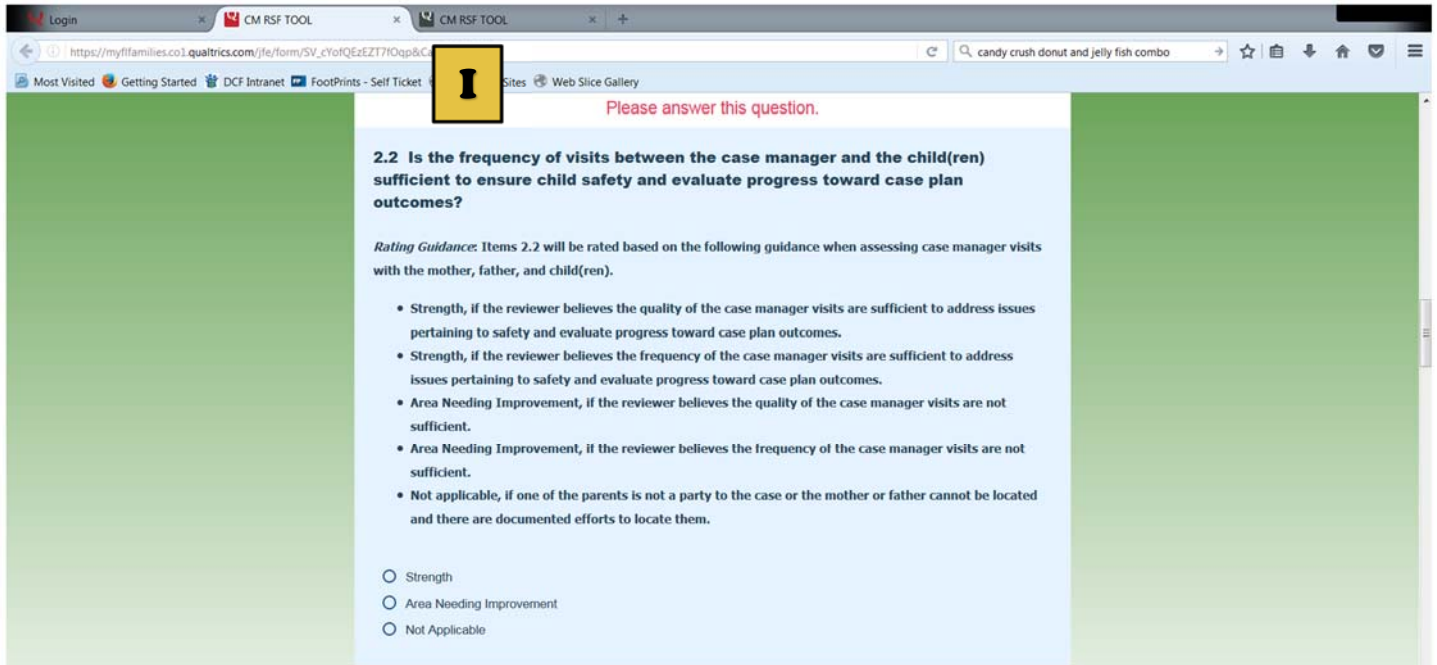 Login
CM RSF TOOL
CM RSF TOOL
https://myflfamilies.co1.qualtrics.com/jfe/form/SV_cYofQEzEZT7fOqp&Ca
candy crush donut and jelly fish combo
Most Visited Getting Started DCF Intranet FootPrints - Self Ticket Sites Web Slice Gallery
I
Please answer this question.
2.2 Is the frequency of visits between the case manager and the child(ren)
sufficient to ensure child safety and evaluate progress toward case plan
outcomes?
Rating Guidance: Items 2.2 will be rated based on the following guidance when assessing case manager visits
with the mother, father, and child(ren).
• Strength, if the reviewer believes the quality of the case manager visits are sufficient to address issues
pertaining to safety and evaluate progress toward case plan outcomes.
• Strength, if the reviewer believes the frequency of the case manager visits are sufficient to address
issues pertaining to safety and evaluate progress toward case plan outcomes.
• Area Needing Improvement, if the reviewer believes the quality of the case manager visits are not
sufficient.
• Area Needing Improvement, if the reviewer believes the frequency of the case manager visits are not
sufficient.
• Not applicable, if one of the parents is not a party to the case or the mother or father cannot be located
and there are documented efforts to locate them.
Strength
Area Needing Improvement
Not Applicable